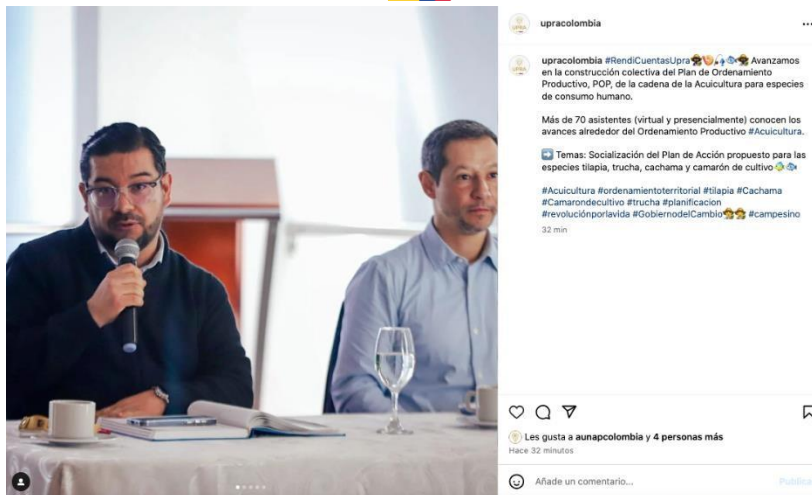 upracolombia
upracolombia #RendiCuentasUpra Avanzamos
en la construcción colectiva del Plan de Ordenamiento
Productivo, POP, de la cadena de la Acuicultura para especies
de consumo humano.
Más de 70 asistentes (virtual y presencialmente) conocen los
avances alrededor del Ordenamiento Productivo #Acuicultura.
Temas: Socialización del Plan de Acción propuesto para las
especies tilapia, trucha, cachama y camarón de cultivo
#Acuicultura #ordenamientoterritorial #tilapia #Cachama
#Camarondecultivo #trucha #planificacion
#revoluciónporlavida #GobiernodelCambio #campesino
32 min
Les gusta a aunapcolombia y 4 personas más
Hace 32 minutos
Añade un comentario...
Publicar